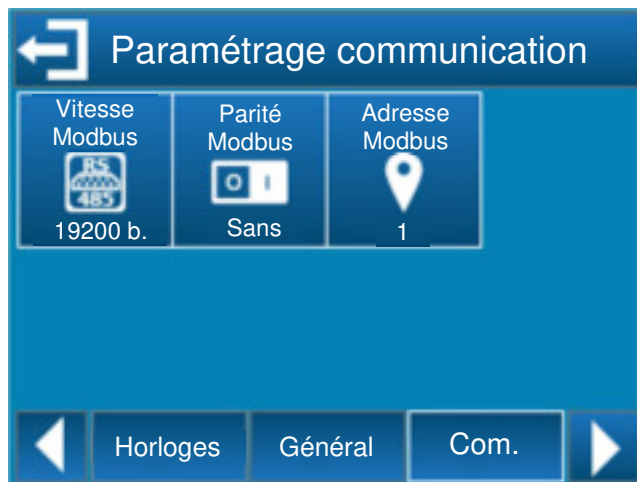 Paramétrage communication
Vitesse
Modbus
RS
485
19200 b.
Parité
Modbus
O I
Sans
Adresse
Modbus
1
Horloges
Général
Com.